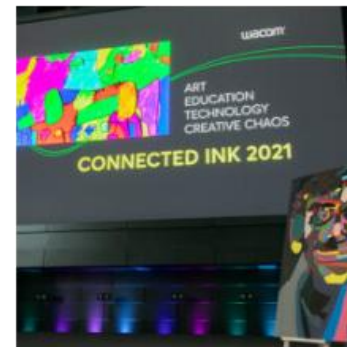 wacom
ART
EDUCATION
TECHNOLOGY
CREATIVE CHAOS
CONNECTED INK 2021